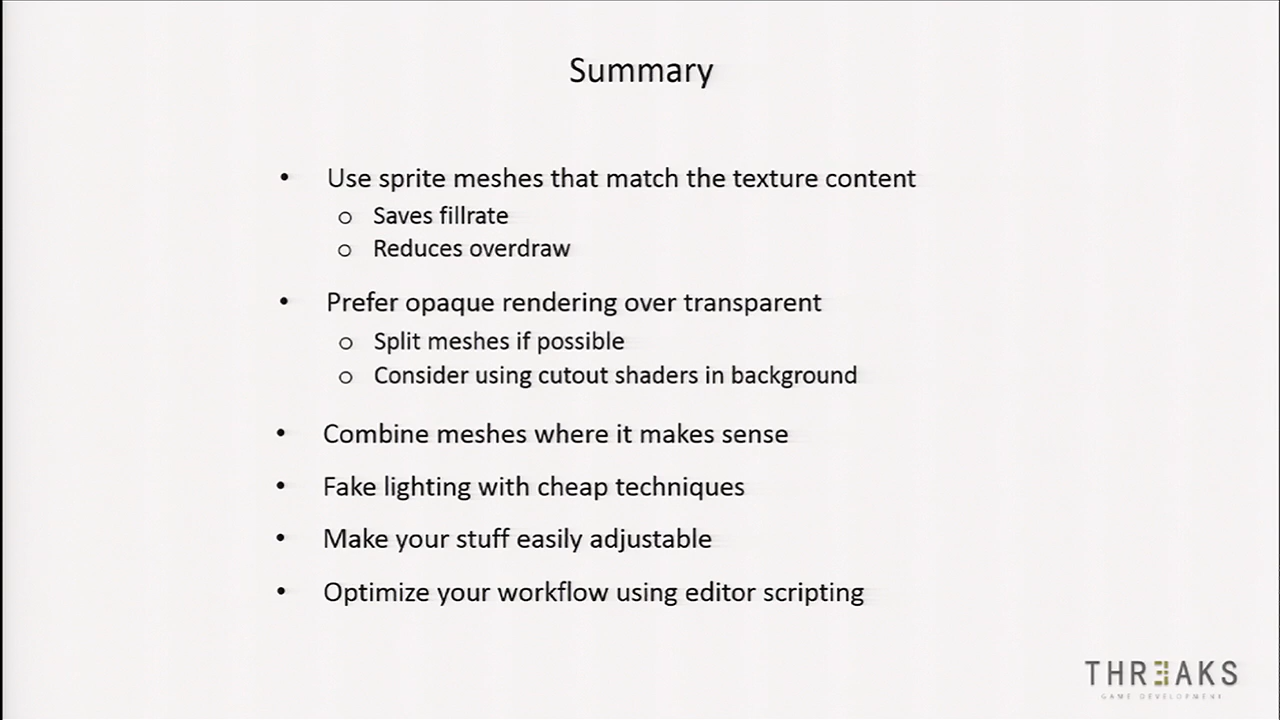 Summary
• Use sprite meshes that match the texture content
o Saves fillrate
o Reduces overdraw
• Prefer opaque rendering over transparent
o Split meshes if possible
o Consider using cutout shaders in background
• Combine meshes where it makes sense
• Fake lighting with cheap techniques
• Make your stuff easily adjustable
• Optimize your workflow using editor scripting
THREAKS
GAME DEVELOPMENT